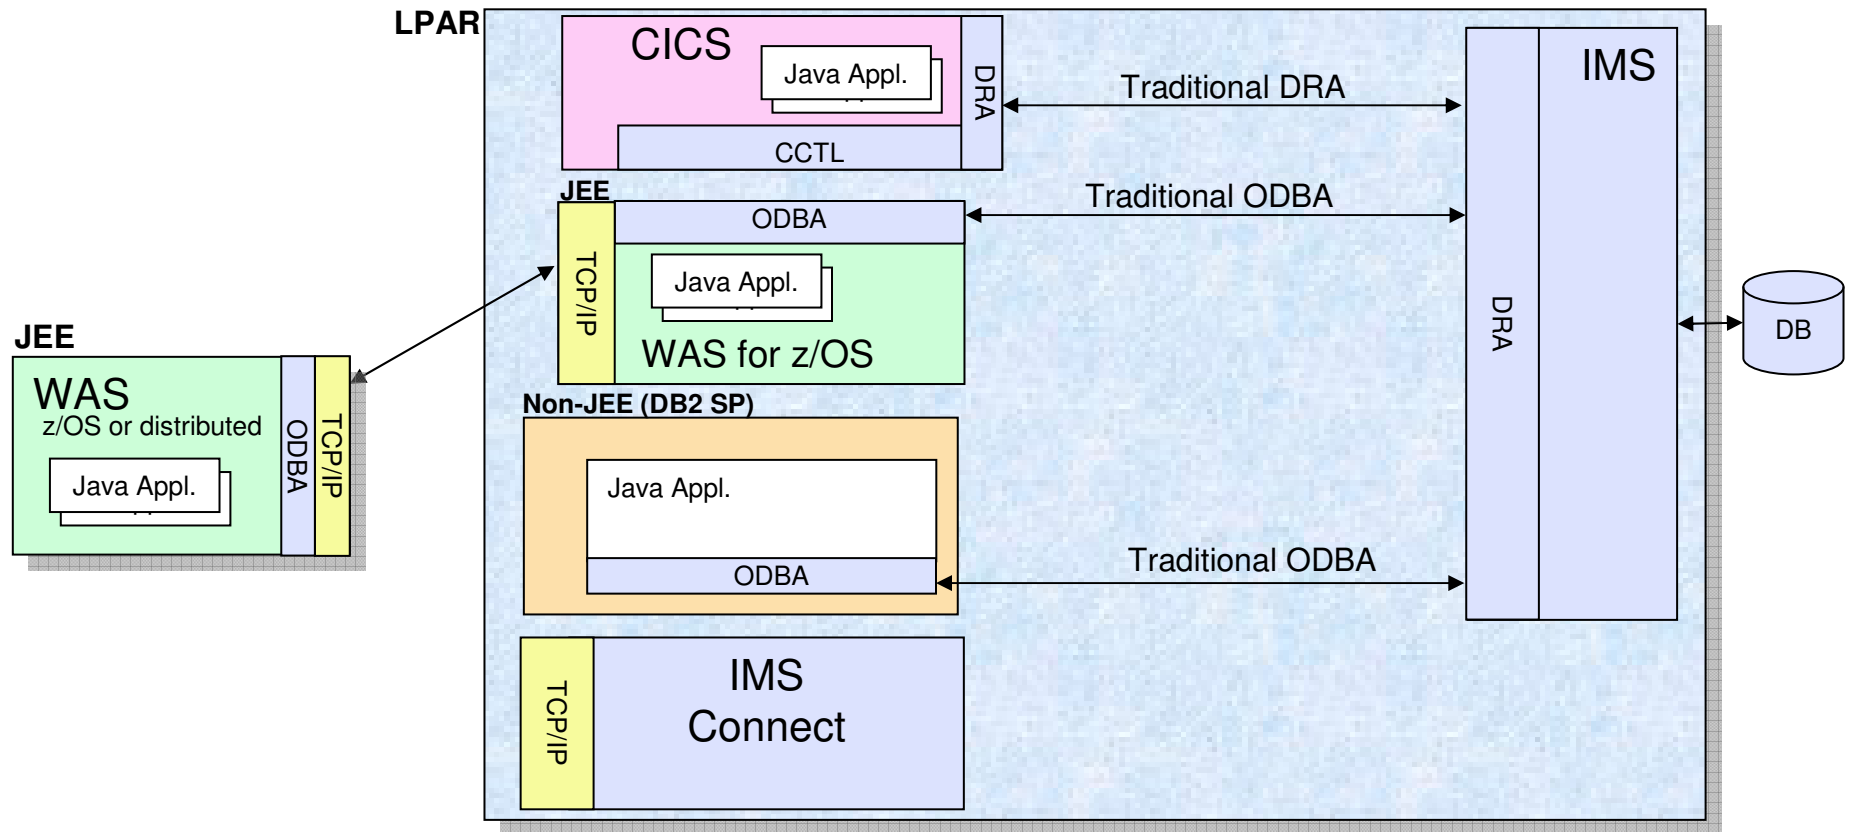 LPAR
CICS
Java Appl.
CCTL
DRA
Traditional DRA
IMS
DRA
JEE
TCP/IP
ODBA
Java Appl.
WAS for z/OS
Traditional ODBA
DB
JEE
WAS
z/OS or distributed
Java Appl.
ODBA
TCP/IP
Non-JEE (DB2 SP)
Java Appl.
ODBA
Traditional ODBA
TCP/IP
IMS
Connect